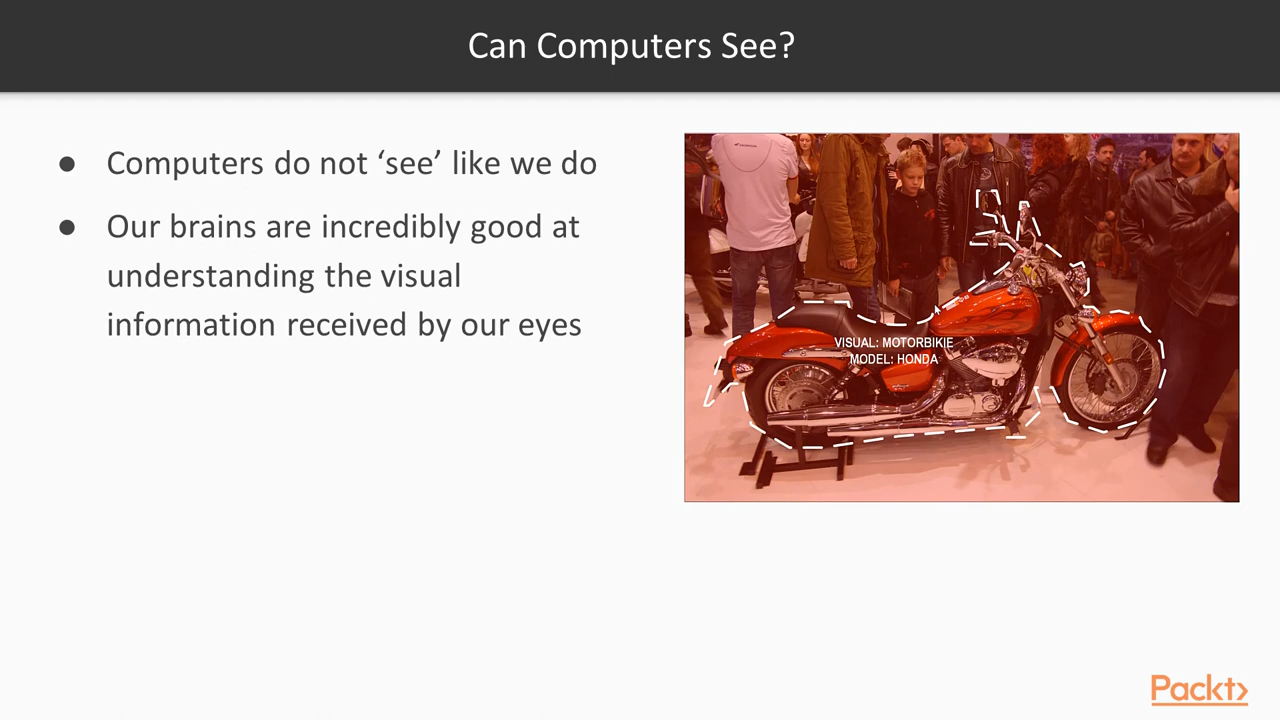 Can Computers See?
● Computers do not ‘see’ like we do
● Our brains are incredibly good at
understanding the visual
information received by our eyes
VISUAL: MOTORBIKIE
MODEL: HONDA
Packt>